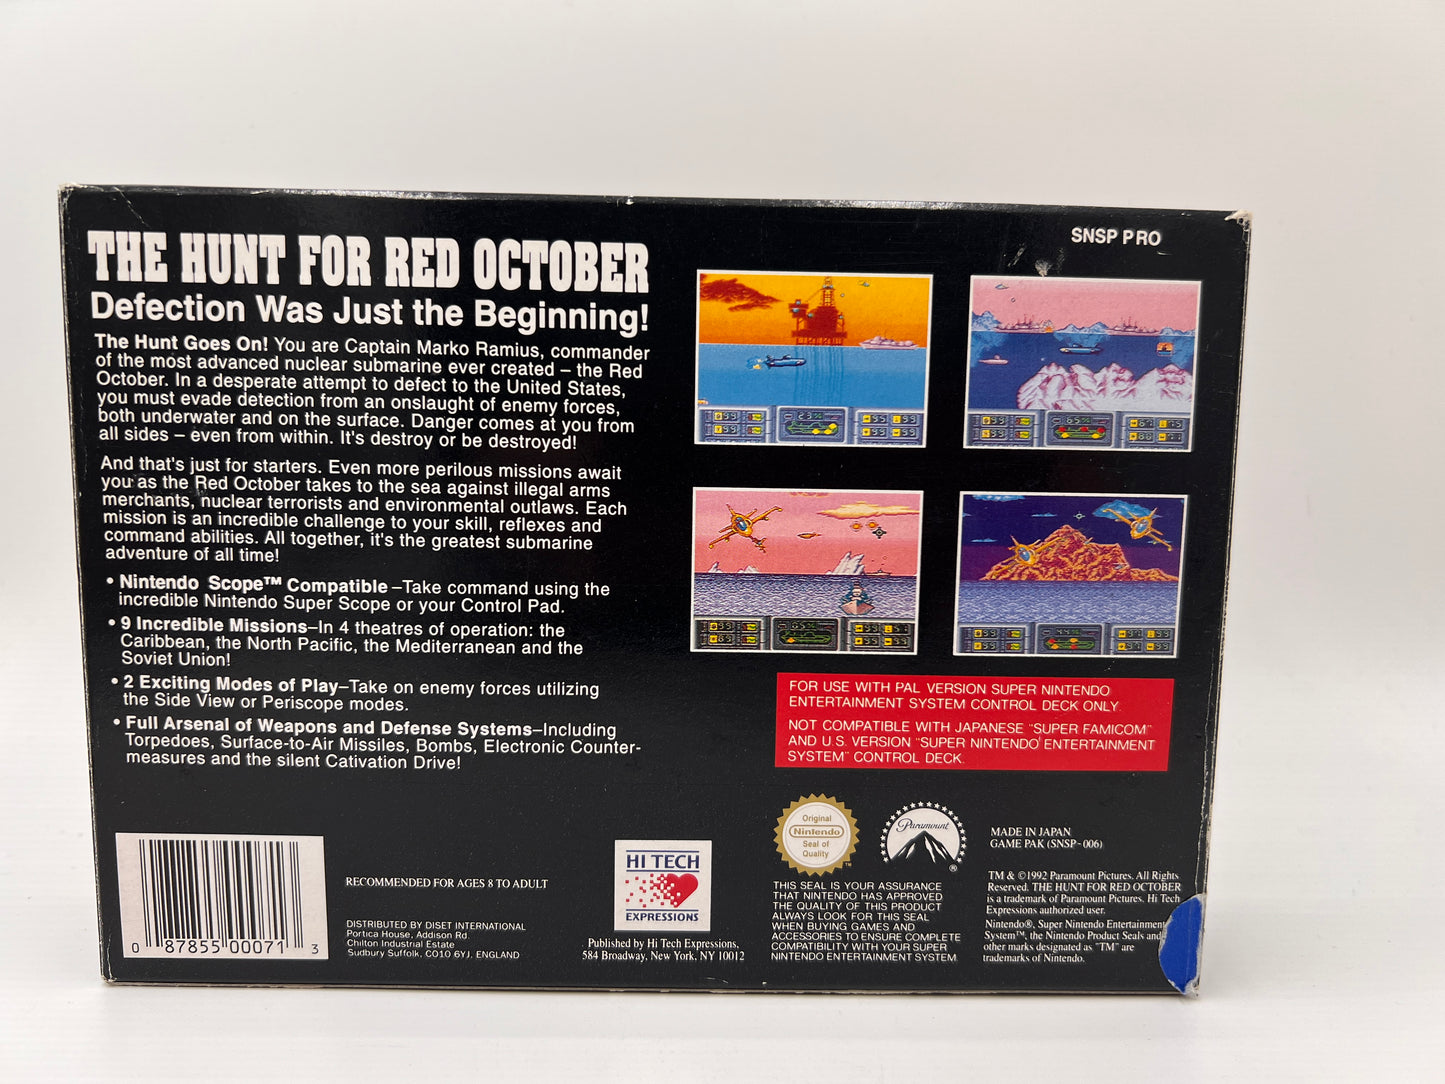 THE HUNT FOR RED OCTOBER
Defection Was Just the Beginning!
The Hunt Goes On! You are Captain Marko Ramius, commander
of the most advanced nuclear submarine ever created – the Red
October. In a desperate attempt to defect to the United States,
you must evade detection from an onslaught of enemy forces,
both underwater and on the surface. Danger comes at you from
all sides – even from within. It's destroy or be destroyed!
And that's just for starters. Even more perilous missions await
you as the Red October takes to the sea against illegal arms
merchants, nuclear terrorists and environmental outlaws. Each
mission is an incredible challenge to your skill, reflexes and
command abilities. All together, it's the greatest submarine
adventure of all time!
• Nintendo Scope™ Compatible –Take command using the
incredible Nintendo Super Scope or your Control Pad.
• 9 Incredible Missions–In 4 theatres of operation: the
Caribbean, the North Pacific, the Mediterranean and the
Soviet Union!
• 2 Exciting Modes of Play–Take on enemy forces utilizing
the Side View or Periscope modes.
• Full Arsenal of Weapons and Defense Systems–Including
Torpedoes, Surface-to-Air Missiles, Bombs, Electronic Counter-
measures and the silent Cativation Drive!
SNSP PRO
FOR USE WITH PAL VERSION SUPER NINTENDO
ENTERTAINMENT SYSTEM CONTROL DECK ONLY.
NOT COMPATIBLE WITH JAPANESE "SUPER FAMICOM"
AND U.S. VERSION "SUPER NINTENDO ENTERTAINMENT
SYSTEM" CONTROL DECK.
0 87855 00071 3
RECOMMENDED FOR AGES 8 TO ADULT
DISTRIBUTED BY DISET INTERNATIONAL
Portica House, Addison Rd.
Chilton Industrial Estate
Sudbury Suffolk, CO10 6YJ, ENGLAND
HI TECH
EXPRESSIONS
Published by Hi Tech Expressions,
584 Broadway, New York, NY 10012
Original
Nintendo
Seal of
Quality
™
THIS SEAL IS YOUR ASSURANCE
THAT NINTENDO HAS APPROVED
THE QUALITY OF THIS PRODUCT
ALWAYS LOOK FOR THIS SEAL
WHEN BUYING GAMES AND
ACCESSORIES TO ENSURE COMPLETE
COMPATIBILITY WITH YOUR SUPER
NINTENDO ENTERTAINMENT SYSTEM
Paramount
®
MADE IN JAPAN
GAME PAK (SNSP - 006)
TM & ©1992 Paramount Pictures. All Rights
Reserved. THE HUNT FOR RED OCTOBER
is a trademark of Paramount Pictures. Hi Tech
Expressions authorized user.
Nintendo®, Super Nintendo Entertainment
System™, the Nintendo Product Seals and
other marks designated as "TM" are
trademarks of Nintendo.